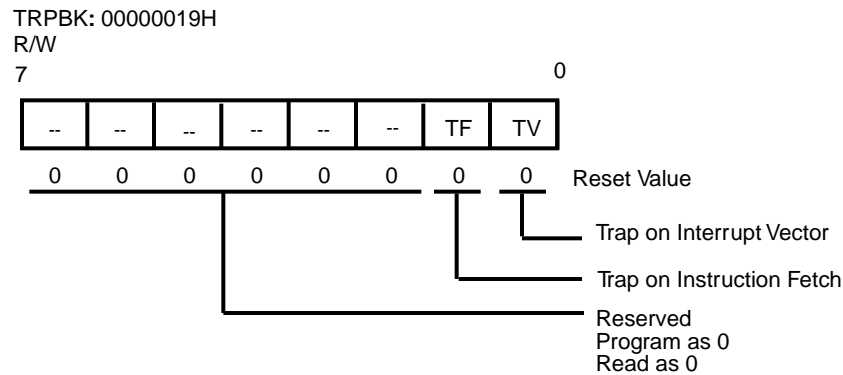 TRPBK: 00000019H
R/W
7 0
-- -- -- -- -- -- TF TV
0 0 0 0 0 0 0 0 Reset Value
Trap on Interrupt Vector
Trap on Instruction Fetch
Reserved
Program as 0
Read as 0